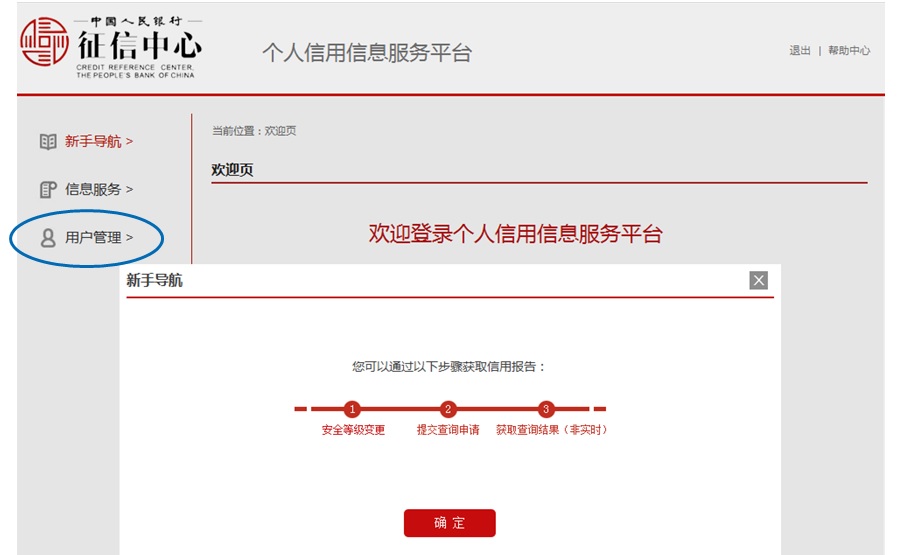 中国人民银行
征信中心
CREDIT REFERENCE CENTER,
THE PEOPLE'S BANK OF CHINA
个人信用信息服务平台
退出 | 帮助中心
新手导航 >
信息服务 >
用户管理 >
当前位置：欢迎页
欢迎页
欢迎登录个人信用信息服务平台
新手导航
您可以通过以下步骤获取信用报告：
1 2 3
安全等级变更 提交查询申请 获取查询结果（非实时）
确 定